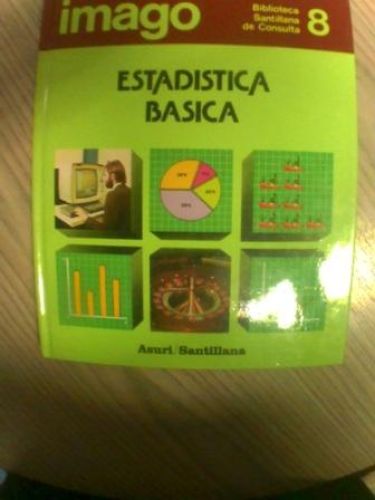 imago
Biblioteca
Santillana
de Consulta
8
ESTADISTICA
BASICA
Asuri/Santillana